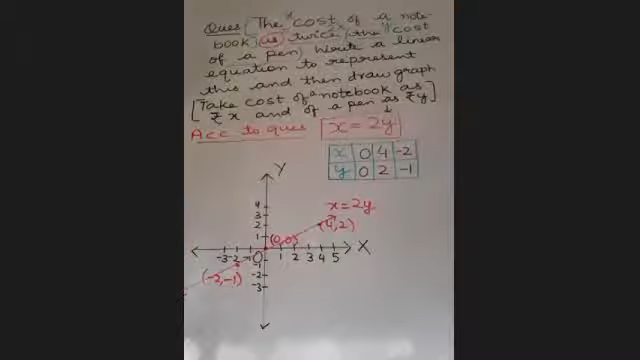 Ques [The cost of a note-
book is twice the cost
of a pen) Write a linear
equation to represent
this and then draw graph
[Take cost of a notebook as
₹ x and of a pen as ₹ y]
Acc to ques x = 2y
x 0 4 -2
y 0 2 -1
Y
x = 2y
(4, 2)
(0,0)
4
3
2
1
-3 -2 -1 O 1 2 3 4 5 X
-1
-2
-3
(-2, -1)